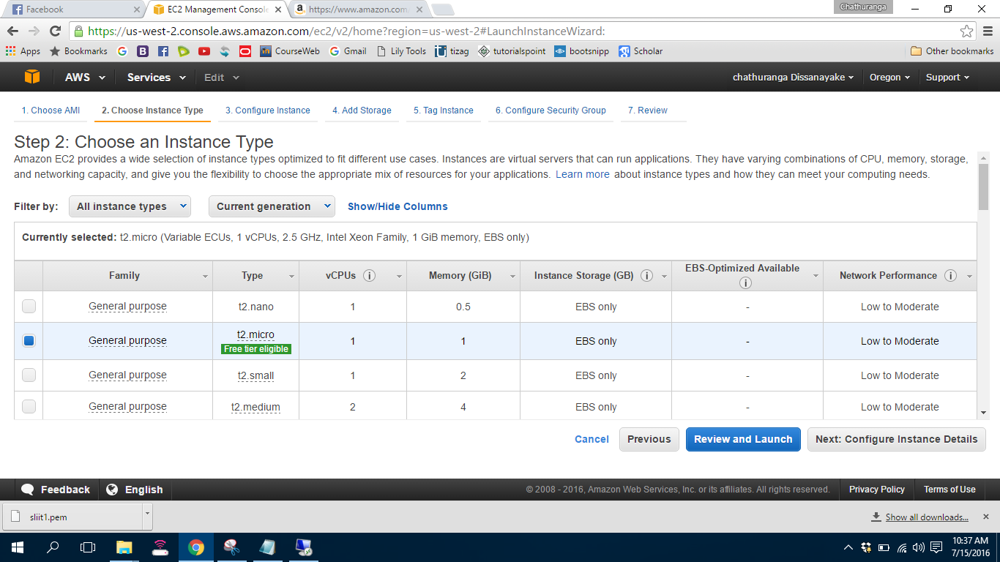 Facebook
EC2 Management Console
https://www.amazon.com
Chathuranga
https://us-west-2.console.aws.amazon.com/ec2/v2/home?region=us-west-2#LaunchInstanceWizard:
Apps Bookmarks CourseWeb Gmail Lily Tools tizag tutorialspoint bootsnipp Scholar Other bookmarks
AWS Services Edit chathuranga Dissanayake Oregon Support
1. Choose AMI 2. Choose Instance Type 3. Configure Instance 4. Add Storage 5. Tag Instance 6. Configure Security Group 7. Review
Step 2: Choose an Instance Type
Amazon EC2 provides a wide selection of instance types optimized to fit different use cases. Instances are virtual servers that can run applications. They have varying combinations of CPU, memory, storage,
and networking capacity, and give you the flexibility to choose the appropriate mix of resources for your applications. Learn more about instance types and how they can meet your computing needs.
Filter by: All instance types Current generation Show/Hide Columns
Currently selected: t2.micro (Variable ECUs, 1 vCPUs, 2.5 GHz, Intel Xeon Family, 1 GiB memory, EBS only)
Family Type vCPUs Memory (GiB) Instance Storage (GB) EBS-Optimized Available Network Performance
General purpose t2.nano 1 0.5 EBS only - Low to Moderate
General purpose t2.micro 1 1 EBS only - Low to Moderate
Free tier eligible
General purpose t2.small 1 2 EBS only - Low to Moderate
General purpose t2.medium 2 4 EBS only - Low to Moderate
Cancel Previous Review and Launch Next: Configure Instance Details
Feedback English © 2008 - 2016, Amazon Web Services, Inc. or its affiliates. All rights reserved. Privacy Policy Terms of Use
sliit1.pem Show all downloads...
10:37 AM
7/15/2016